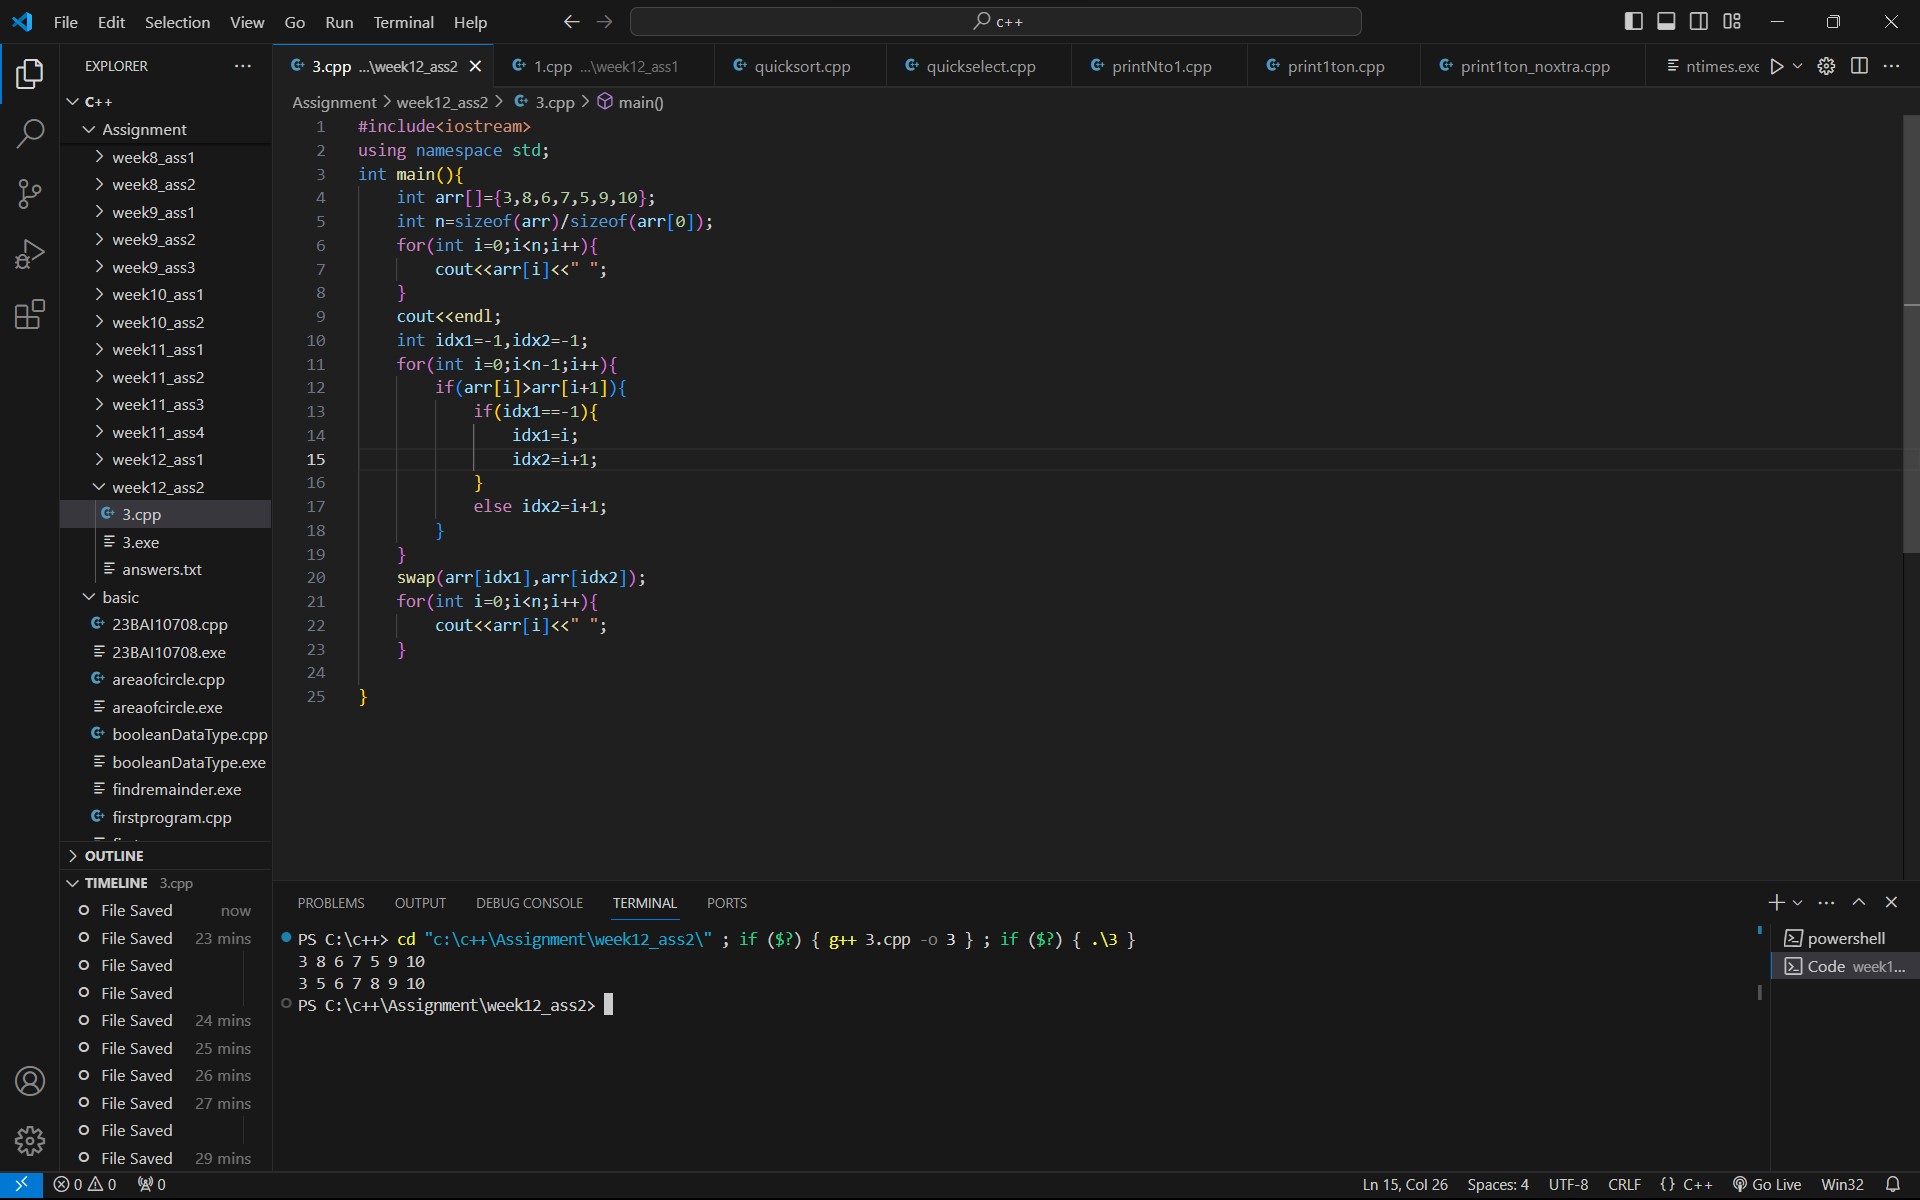 File Edit Selection View Go Run Terminal Help
c++
EXPLORER
C++
Assignment
week8_ass1
week8_ass2
week9_ass1
week9_ass2
week9_ass3
week10_ass1
week10_ass2
week11_ass1
week11_ass2
week11_ass3
week11_ass4
week12_ass1
week12_ass2
3.cpp
3.exe
answers.txt
basic
23BAI10708.cpp
23BAI10708.exe
areaofcircle.cpp
areaofcircle.exe
booleanDataType.cpp
booleanDataType.exe
findremainder.exe
firstprogram.cpp
OUTLINE
TIMELINE 3.cpp
File Saved now
File Saved 23 mins
File Saved
File Saved
File Saved 24 mins
File Saved 25 mins
File Saved 26 mins
File Saved 27 mins
File Saved
File Saved 29 mins
3.cpp ...\week12_ass2 1.cpp ...\week12_ass1 quicksort.cpp quickselect.cpp printNto1.cpp print1ton.cpp print1ton_noxtra.cpp ntimes.exe
Assignment > week12_ass2 > 3.cpp > main()
1 #include<iostream>
2 using namespace std;
3 int main(){
4 int arr[]={3,8,6,7,5,9,10};
5 int n=sizeof(arr)/sizeof(arr[0]);
6 for(int i=0;i<n;i++){
7 cout<<arr[i]<<" ";
8 }
9 cout<<endl;
10 int idx1=-1,idx2=-1;
11 for(int i=0;i<n-1;i++){
12 if(arr[i]>arr[i+1]){
13 if(idx1==-1){
14 idx1=i;
15 idx2=i+1;
16 }
17 else idx2=i+1;
18 }
19 }
20 swap(arr[idx1],arr[idx2]);
21 for(int i=0;i<n;i++){
22 cout<<arr[i]<<" ";
23 }
24
25 }
PROBLEMS OUTPUT DEBUG CONSOLE TERMINAL PORTS
PS C:\c++> cd "c:\c++\Assignment\week12_ass2\" ; if ($?) { g++ 3.cpp -o 3 } ; if ($?) { .\3 }
3 8 6 7 5 9 10
3 5 6 7 8 9 10
PS C:\c++\Assignment\week12_ass2>
powershell
Code week1...
0 0 0
Ln 15, Col 26 Spaces: 4 UTF-8 CRLF {} C++ Go Live Win32